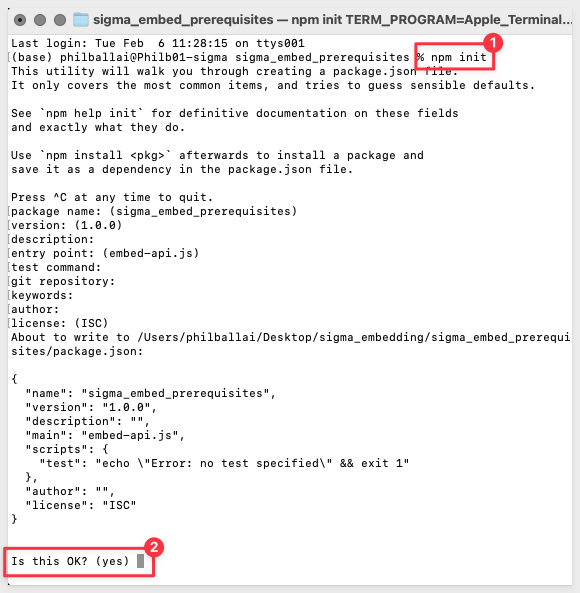 sigma_embed_prerequisites — npm init TERM_PROGRAM=Apple_Terminal...
1
Last login: Tue Feb  6 11:28:15 on ttys001
[(base) philballai@Philb01-sigma sigma_embed_prerequisites % npm init
This utility will walk you through creating a package.json file.
It only covers the most common items, and tries to guess sensible defaults.

See `npm help init` for definitive documentation on these fields
and exactly what they do.

Use `npm install <pkg>` afterwards to install a package and
save it as a dependency in the package.json file.

Press ^C at any time to quit.
[package name: (sigma_embed_prerequisites)
[version: (1.0.0)
[description:
[entry point: (embed-api.js)
[test command:
[git repository:
[keywords:
[author:
[license: (ISC)
About to write to /Users/philballai/Desktop/sigma_embedding/sigma_embed_prerequi
sites/package.json:

{
  "name": "sigma_embed_prerequisites",
  "version": "1.0.0",
  "description": "",
  "main": "embed-api.js",
  "scripts": {
    "test": "echo \"Error: no test specified\" && exit 1"
  },
  "author": "",
  "license": "ISC"
}

2
Is this OK? (yes)